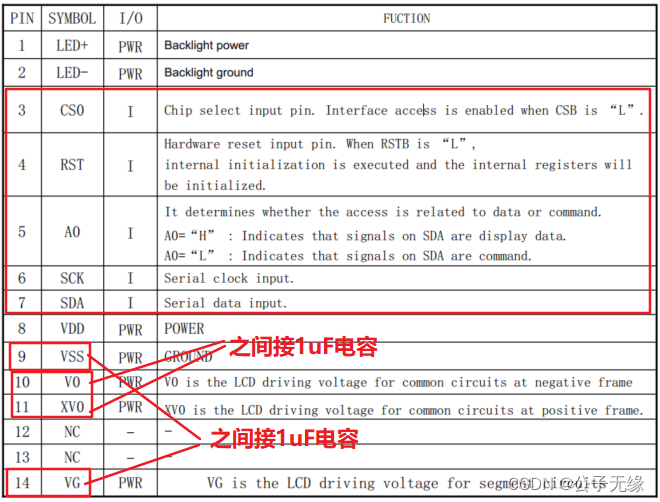 PIN SYMBOL I/O FUCTION
1 LED+ PWR Backlight power
2 LED- PWR Backlight ground
3 CS0 I Chip select input pin. Interface access is enabled when CSB is “L”.
4 RST I Hardware reset input pin. When RSTB is “L”,
internal initialization is executed and the internal registers will
be initialized.
5 A0 I It determines whether the access is related to data or command.
A0=“H” : Indicates that signals on SDA are display data.
A0=“L” : Indicates that signals on SDA are command.
6 SCK I Serial clock input.
7 SDA I Serial data input.
8 VDD PWR POWER
之间接1uF电容
9 VSS PWR GROUND
10 V0 PWR V0 is the LCD driving voltage for common circuits at negative frame
11 XV0 PWR XV0 is the LCD driving voltage for common circuits at positive frame.
12 NC - -
之间接1uF电容
13 NC - -
14 VG PWR VG is the LCD driving voltage for segment circuits
CSDN @公子无缘